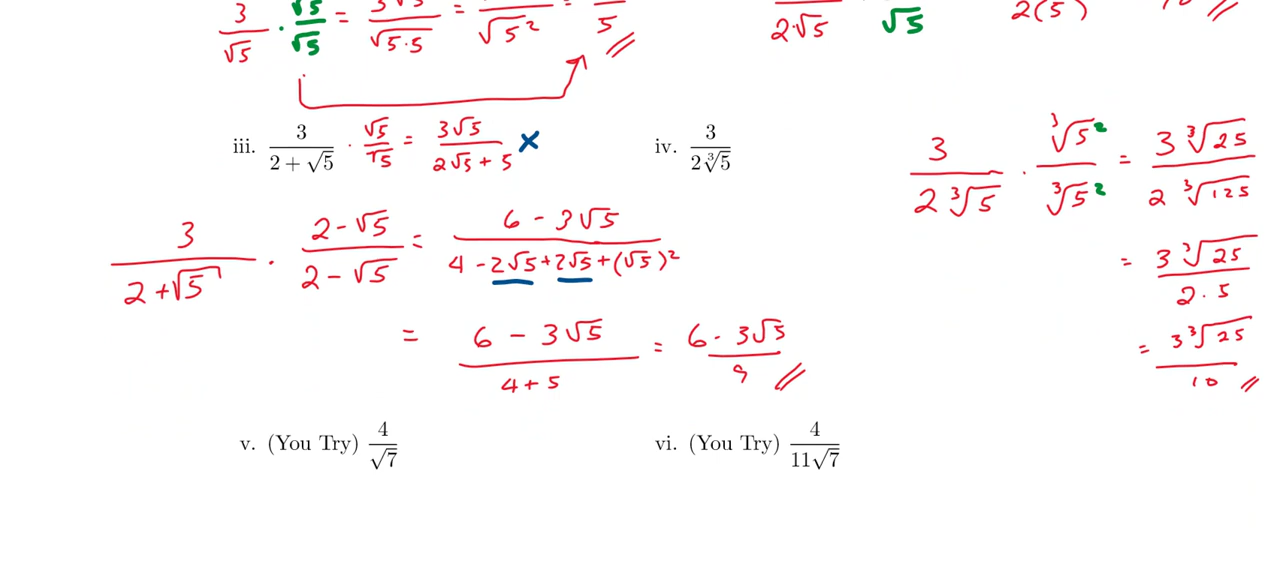 3/√5 · √5/√5 = 3√5/√(5·5) = /√5² = /5
2·√5 √5 2(5) 10
iii. 3/(2 + √5) · √5/√5 = 3√5/(2√5 + 5) ×
iv. 3/(2∛5)
3/(2∛5) · ∛5²/∛5² = 3∛25/(2∛125)
= 3∛25/(2·5)
= 3∛25/10
3/(2+√5) · (2-√5)/(2-√5) = (6 - 3√5)/(4 - 2√5 + 2√5 + (√5)²)
= (6 - 3√5)/(4+5) = (6 - 3√5)/9
v. (You Try) 4/√7
vi. (You Try) 4/(11√7)